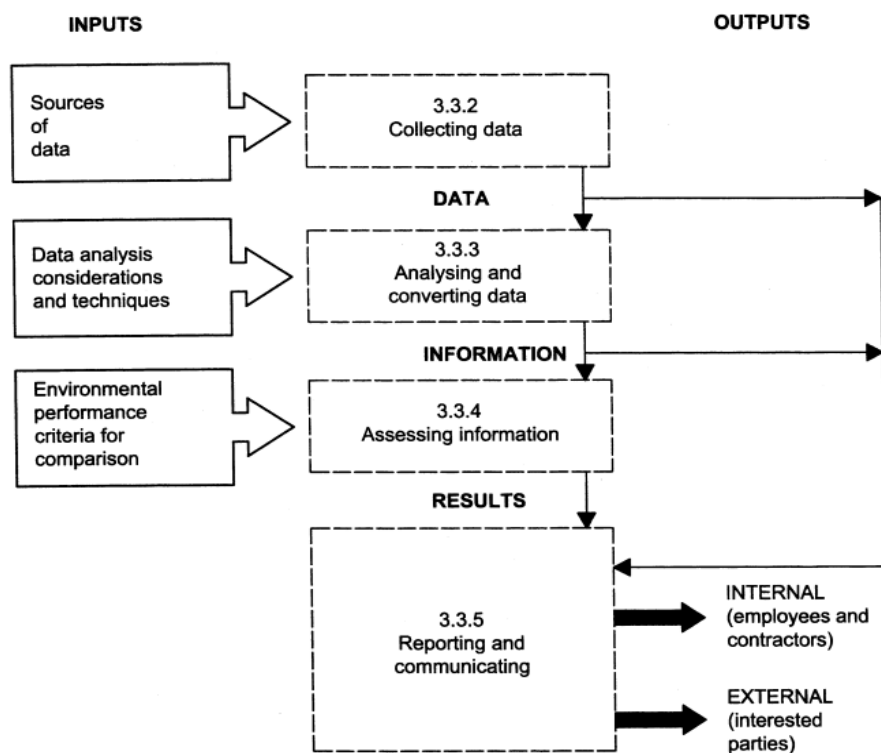 INPUTS
OUTPUTS
Sources
of
data
3.3.2
Collecting data
DATA
Data analysis
considerations
and techniques
3.3.3
Analysing and
converting data
INFORMATION
Environmental
performance
criteria for
comparison
3.3.4
Assessing information
RESULTS
3.3.5
Reporting and
communicating
INTERNAL
(employees and
contractors)
EXTERNAL
(interested
parties)